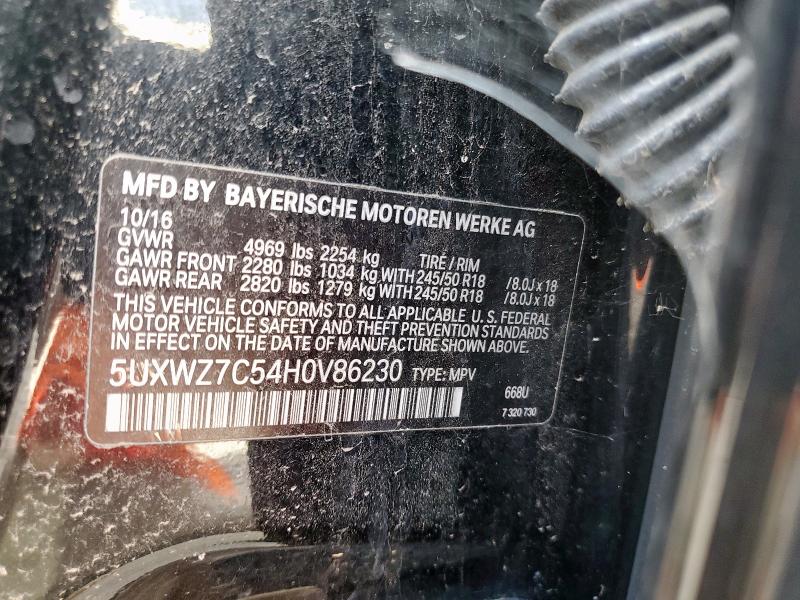 MFD BY BAYERISCHE MOTOREN WERKE AG
10/16
GVWR 4969 lbs 2254 kg TIRE / RIM
GAWR FRONT 2280 lbs 1034 kg WITH 245/50 R18 /8.0J x 18
GAWR REAR 2820 lbs 1279 kg WITH 245/50 R18 /8.0J x 18
THIS VEHICLE CONFORMS TO ALL APPLICABLE U. S. FEDERAL
MOTOR VEHICLE SAFETY AND THEFT PREVENTION STANDARDS
IN EFFECT ON THE DATE OF MANUFACTURE SHOWN ABOVE.
5UXWZ7C54H0V86230 TYPE: MPV
668U
7 320 730